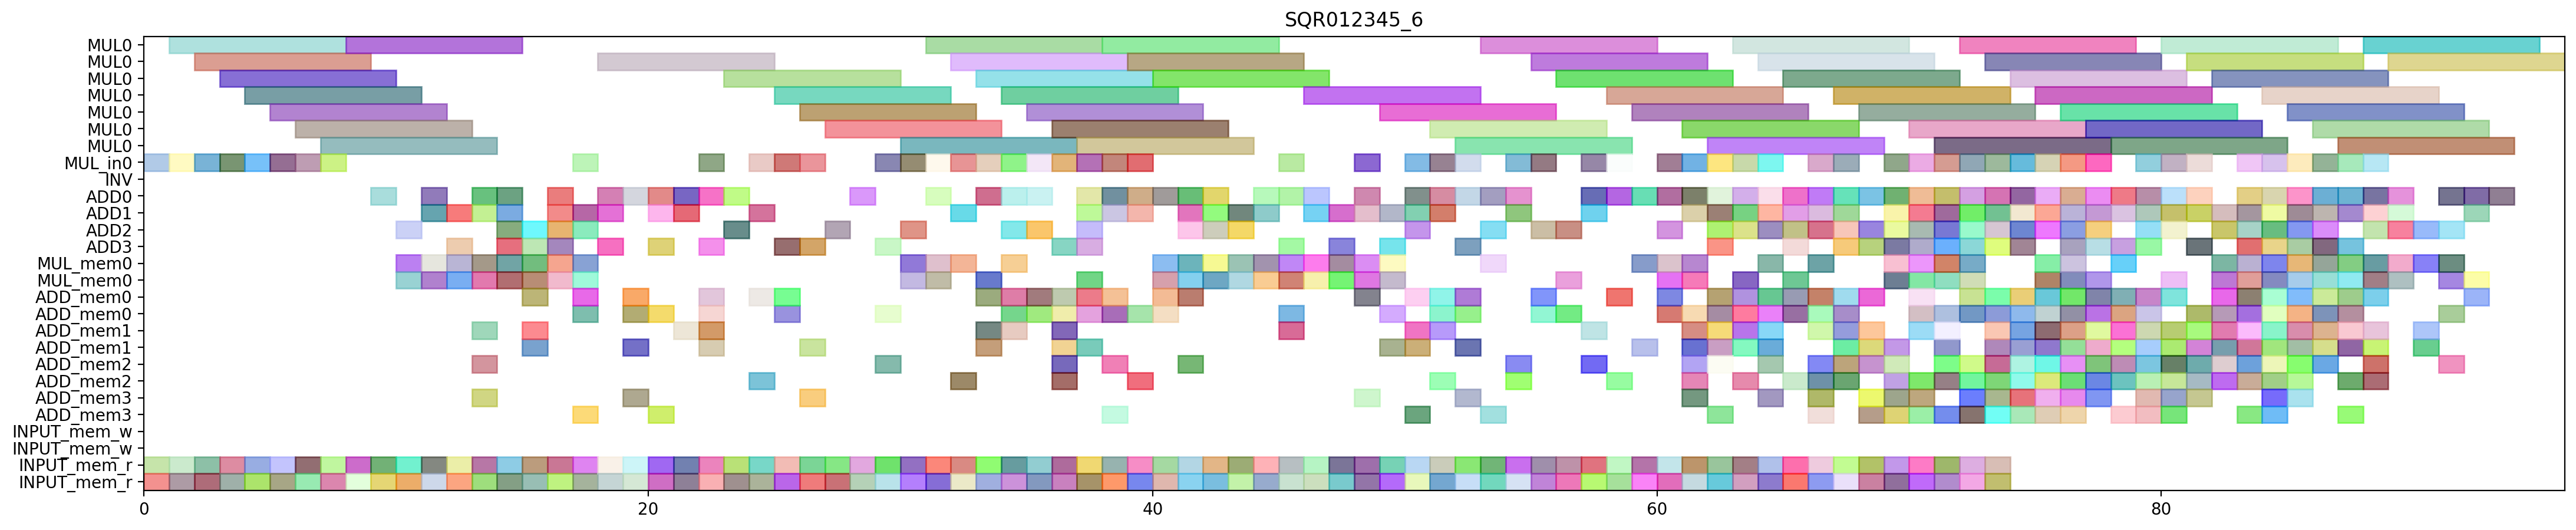 SQR012345_6
MUL0
MUL0
MUL0
MUL0
MUL0
MUL0
MUL0
MUL_in0
INV
ADD0
ADD1
ADD2
ADD3
MUL_mem0
MUL_mem0
ADD_mem0
ADD_mem0
ADD_mem1
ADD_mem1
ADD_mem2
ADD_mem2
ADD_mem3
ADD_mem3
INPUT_mem_w
INPUT_mem_w
INPUT_mem_r
INPUT_mem_r
0 20 40 60 80